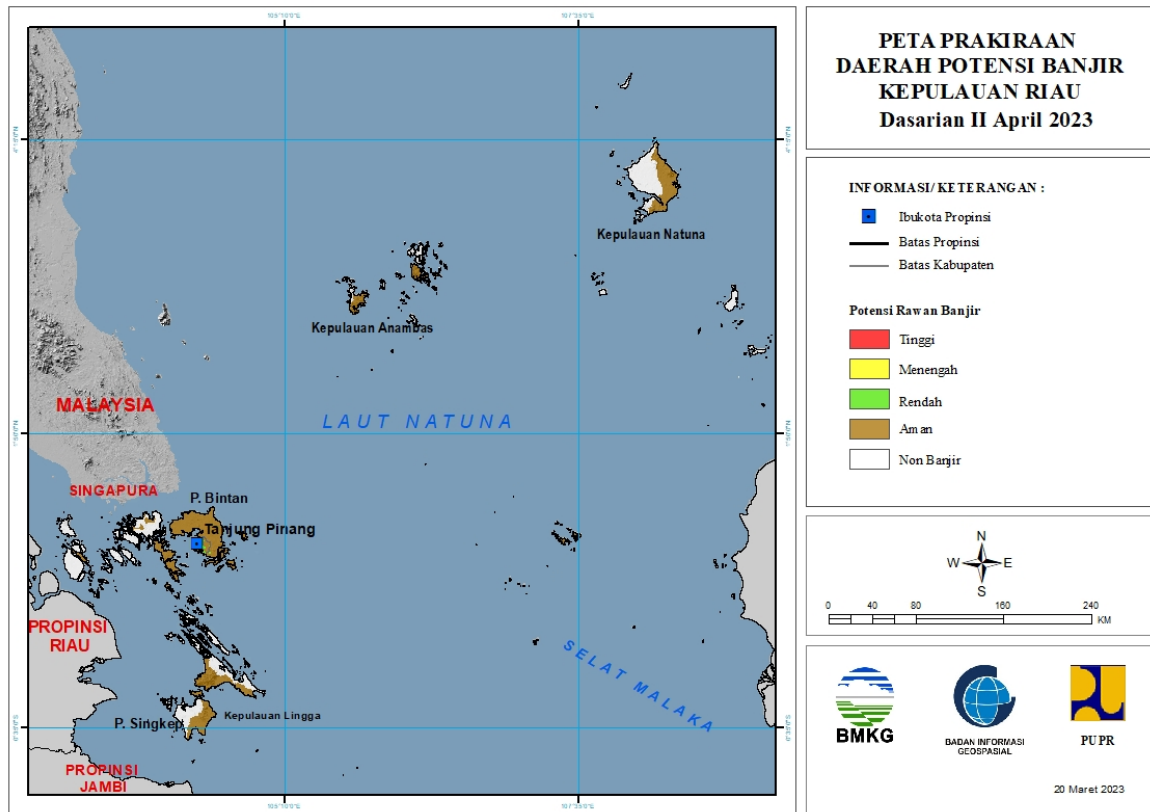 PETA PRAKIRAAN
DAERAH POTENSI BANJIR
KEPULAUAN RIAU
Dasarian II April 2023
INFORMASI/ KETERANGAN :
Ibukota Propinsi
Batas Propinsi
Batas Kabupaten
Potensi Rawan Banjir
Tinggi
Menengah
Rendah
Aman
Non Banjir
N
W
E
S
0 40 80 160 240
KM
BMKG
BADAN INFORMASI
GEOSPASIAL
PUPR
20 Maret 2023
Kepulauan Natuna
Kepulauan Anambas
MALAYSIA
LAUT NATUNA
SINGAPURA
P. Bintan
Tanjung Pinang
PROPINSI
RIAU
SELAT MALAKA
P. Singkep
Kepulauan Lingga
PROPINSI
JAMBI